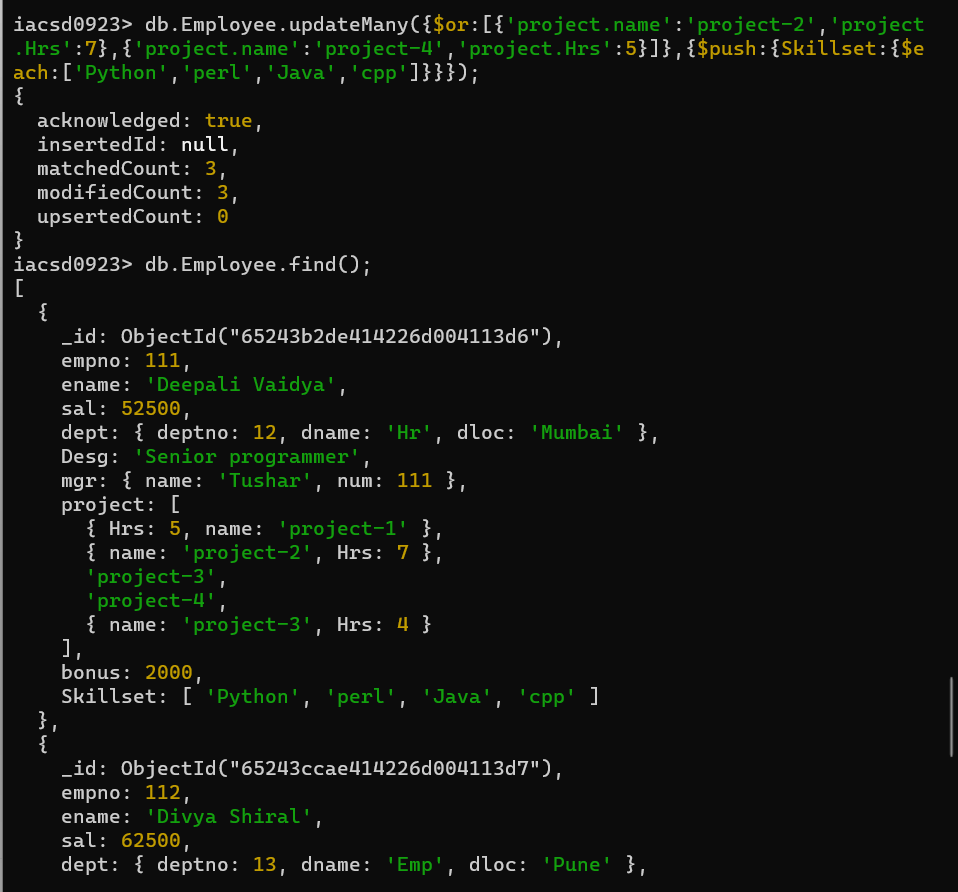 iacsd0923> db.Employee.updateMany({$or:[{'project.name':'project-2','project
.Hrs':7},{'project.name':'project-4','project.Hrs':5}]},{$push:{Skillset:{$e
ach:['Python','perl','Java','cpp']}}});
{
  acknowledged: true,
  insertedId: null,
  matchedCount: 3,
  modifiedCount: 3,
  upsertedCount: 0
}
iacsd0923> db.Employee.find();
[
  {
    _id: ObjectId("65243b2de414226d004113d6"),
    empno: 111,
    ename: 'Deepali Vaidya',
    sal: 52500,
    dept: { deptno: 12, dname: 'Hr', dloc: 'Mumbai' },
    Desg: 'Senior programmer',
    mgr: { name: 'Tushar', num: 111 },
    project: [
      { Hrs: 5, name: 'project-1' },
      { name: 'project-2', Hrs: 7 },
      'project-3',
      'project-4',
      { name: 'project-3', Hrs: 4 }
    ],
    bonus: 2000,
    Skillset: [ 'Python', 'perl', 'Java', 'cpp' ]
  },
  {
    _id: ObjectId("65243ccae414226d004113d7"),
    empno: 112,
    ename: 'Divya Shiral',
    sal: 62500,
    dept: { deptno: 13, dname: 'Emp', dloc: 'Pune' },